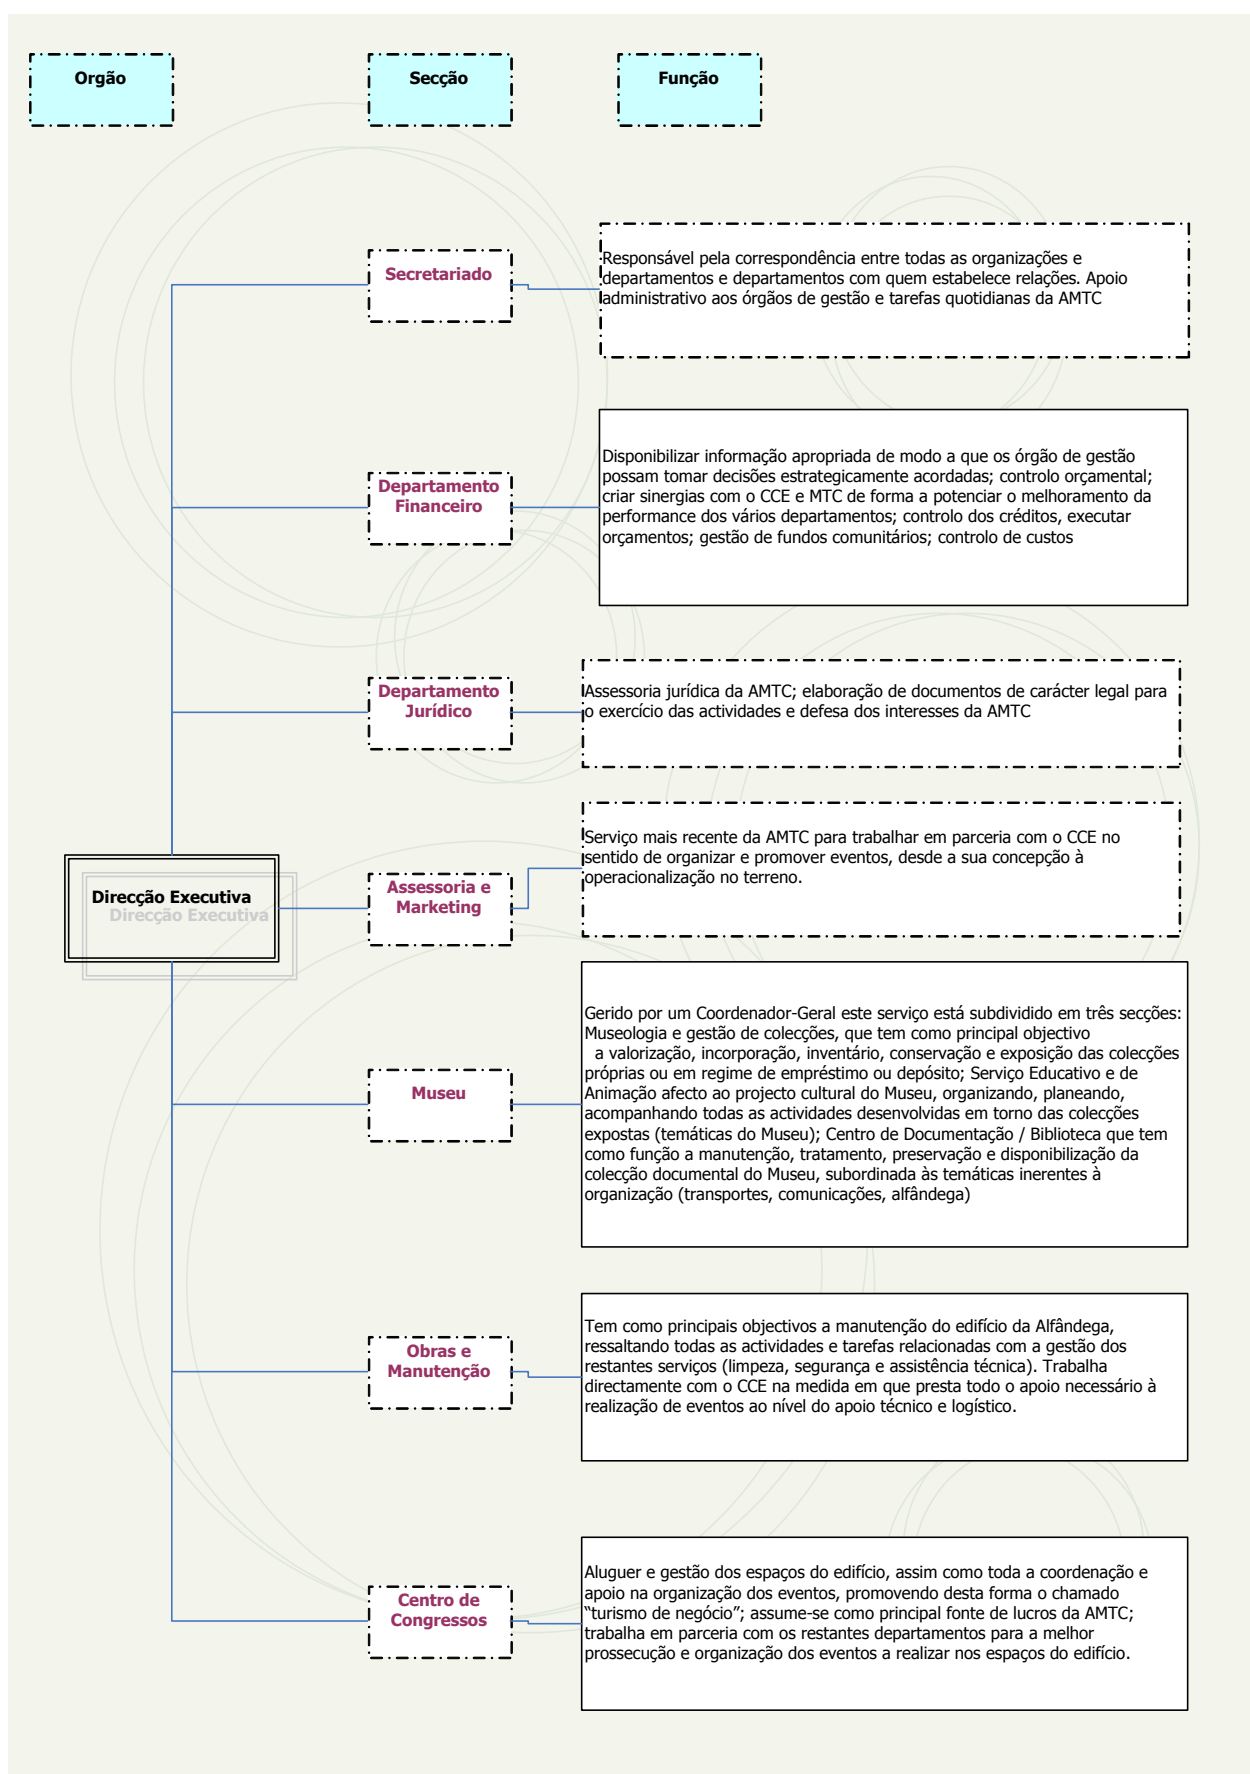 Orgão
Secção
Função
Secretariado
Responsável pela correspondência entre todas as organizações e
departamentos e departamentos com quem estabelece relações. Apoio
administrativo aos órgãos de gestão e tarefas quotidianas da AMTC
Departamento
Financeiro
Disponibilizar informação apropriada de modo a que os órgão de gestão
possam tomar decisões estrategicamente acordadas; controlo orçamental;
criar sinergias com o CCE e MTC de forma a potenciar o melhoramento da
performance dos vários departamentos; controlo dos créditos, executar
orçamentos; gestão de fundos comunitários; controlo de custos
Departamento
Jurídico
Assessoria jurídica da AMTC; elaboração de documentos de carácter legal para
o exercício das actividades e defesa dos interesses da AMTC
Direcção Executiva
Direcção Executiva
Assessoria e
Marketing
Serviço mais recente da AMTC para trabalhar em parceria com o CCE no
sentido de organizar e promover eventos, desde a sua concepção à
operacionalização no terreno.
Museu
Gerido por um Coordenador-Geral este serviço está subdividido em três secções:
Museologia e gestão de colecções, que tem como principal objectivo
a valorização, incorporação, inventário, conservação e exposição das colecções
próprias ou em regime de empréstimo ou depósito; Serviço Educativo e de
Animação afecto ao projecto cultural do Museu, organizando, planeando,
acompanhando todas as actividades desenvolvidas em torno das colecções
expostas (temáticas do Museu); Centro de Documentação / Biblioteca que tem
como função a manutenção, tratamento, preservação e disponibilização da
colecção documental do Museu, subordinada às temáticas inerentes à
organização (transportes, comunicações, alfândega)
Obras e
Manutenção
Tem como principais objectivos a manutenção do edifício da Alfândega,
ressaltando todas as actividades e tarefas relacionadas com a gestão dos
restantes serviços (limpeza, segurança e assistência técnica). Trabalha
directamente com o CCE na medida em que presta todo o apoio necessário à
realização de eventos ao nível do apoio técnico e logístico.
Centro de
Congressos
Aluguer e gestão dos espaços do edifício, assim como toda a coordenação e
apoio na organização dos eventos, promovendo desta forma o chamado
“turismo de negócio”; assume-se como principal fonte de lucros da AMTC;
trabalha em parceria com os restantes departamentos para a melhor
prossecução e organização dos eventos a realizar nos espaços do edifício.